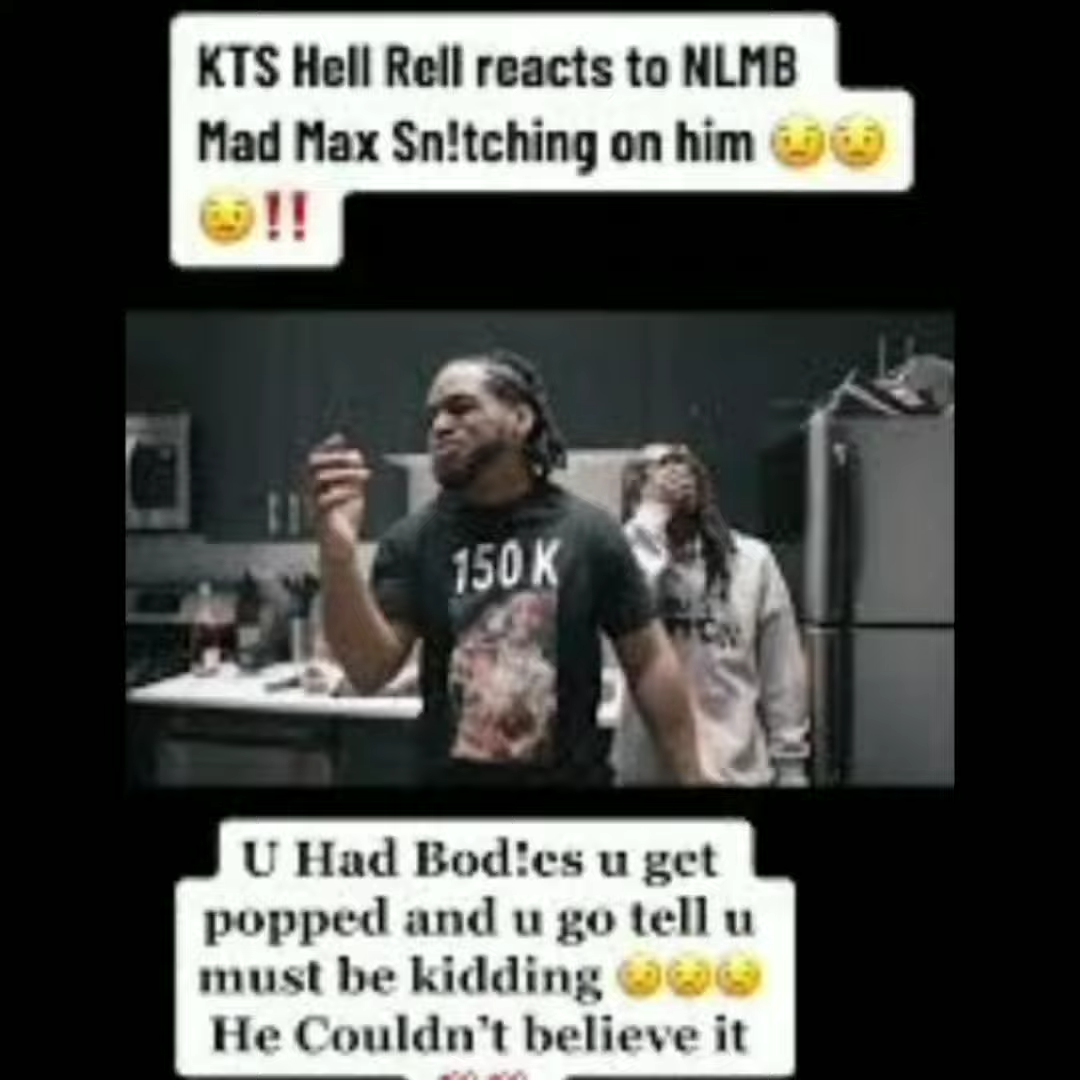 KTS Hell Rell reacts to NLMB
Mad Max Sn!tching on him 😟😟
😟‼️
150 K
U Had Bod!es u get
popped and u go tell u
must be kidding 😟😟😟
He Couldn't believe it